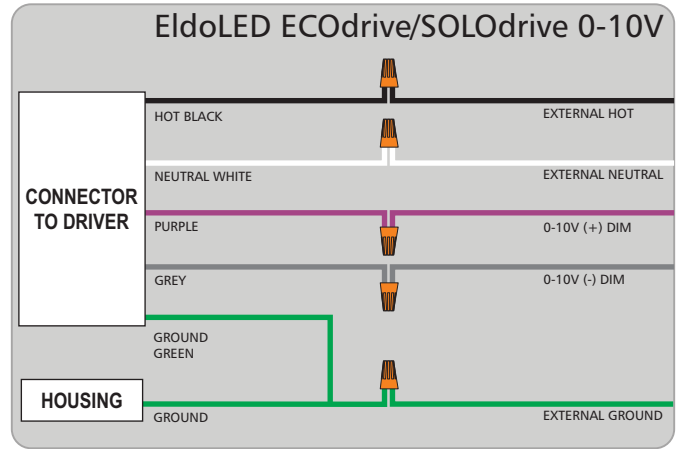 EldoLED ECOdrive/SOLOdrive 0-10V
HOT BLACK
EXTERNAL HOT
NEUTRAL WHITE
EXTERNAL NEUTRAL
CONNECTOR
TO DRIVER
PURPLE
0-10V (+) DIM
GREY
0-10V (-) DIM
GROUND
GREEN
HOUSING
GROUND
EXTERNAL GROUND